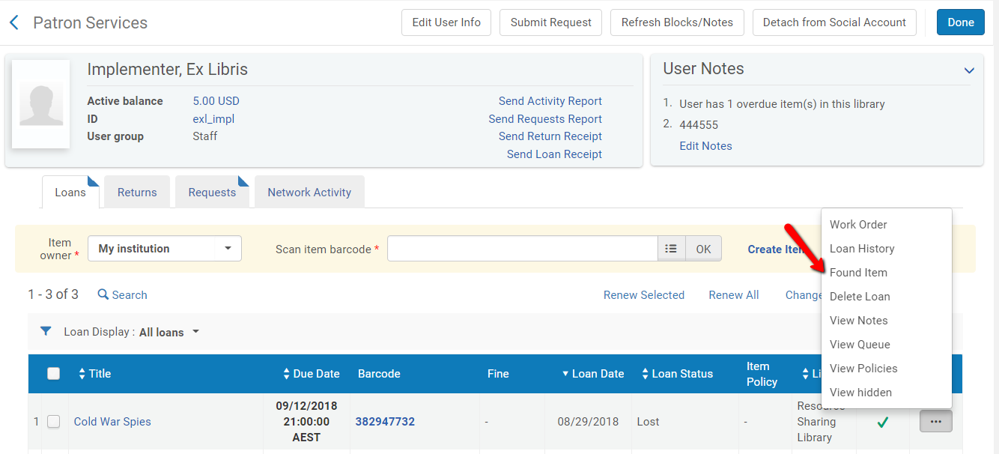 Patron Services
Edit User Info
Submit Request
Refresh Blocks/Notes
Detach from Social Account
Done
Implementer, Ex Libris
Active balance 5.00 USD
ID exl_impl
User group Staff
Send Activity Report
Send Requests Report
Send Return Receipt
Send Loan Receipt
User Notes
1. User has 1 overdue item(s) in this library
2. 444555
Edit Notes
Loans
Returns
Requests
Network Activity
Item
owner *
My institution
Scan item barcode *
OK
Create
Work Order
Loan History
Found Item
Delete Loan
View Notes
View Queue
View Policies
View hidden
1 - 3 of 3
Search
Renew Selected
Renew All
Change
Loan Display : All loans
Title
Due Date
Barcode
Fine
Loan Date
Loan Status
Item
Policy
1
Cold War Spies
09/12/2018
21:00:00
AEST
382947732
-
08/29/2018
Lost
-
Resource
Sharing
Library